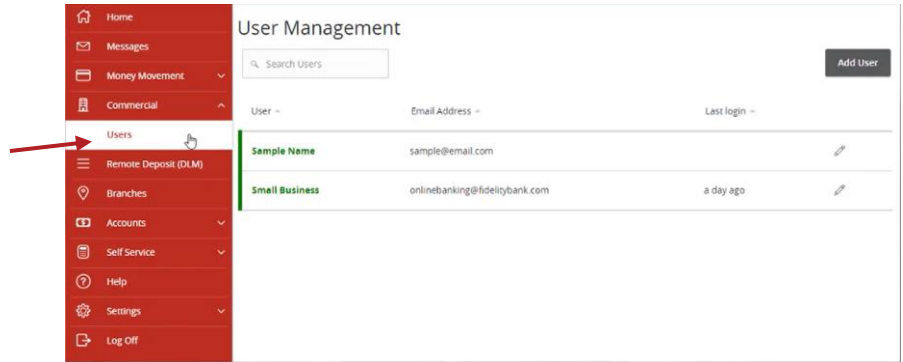 Home
Messages
Money Movement
Commercial
Users
Remote Deposit (DLM)
Branches
Accounts
Self Service
Help
Settings
Log Off
User Management
Search Users
Add User
User Email Address Last login
Sample Name sample@email.com
Small Business onlinebanking@fidelitybank.com a day ago